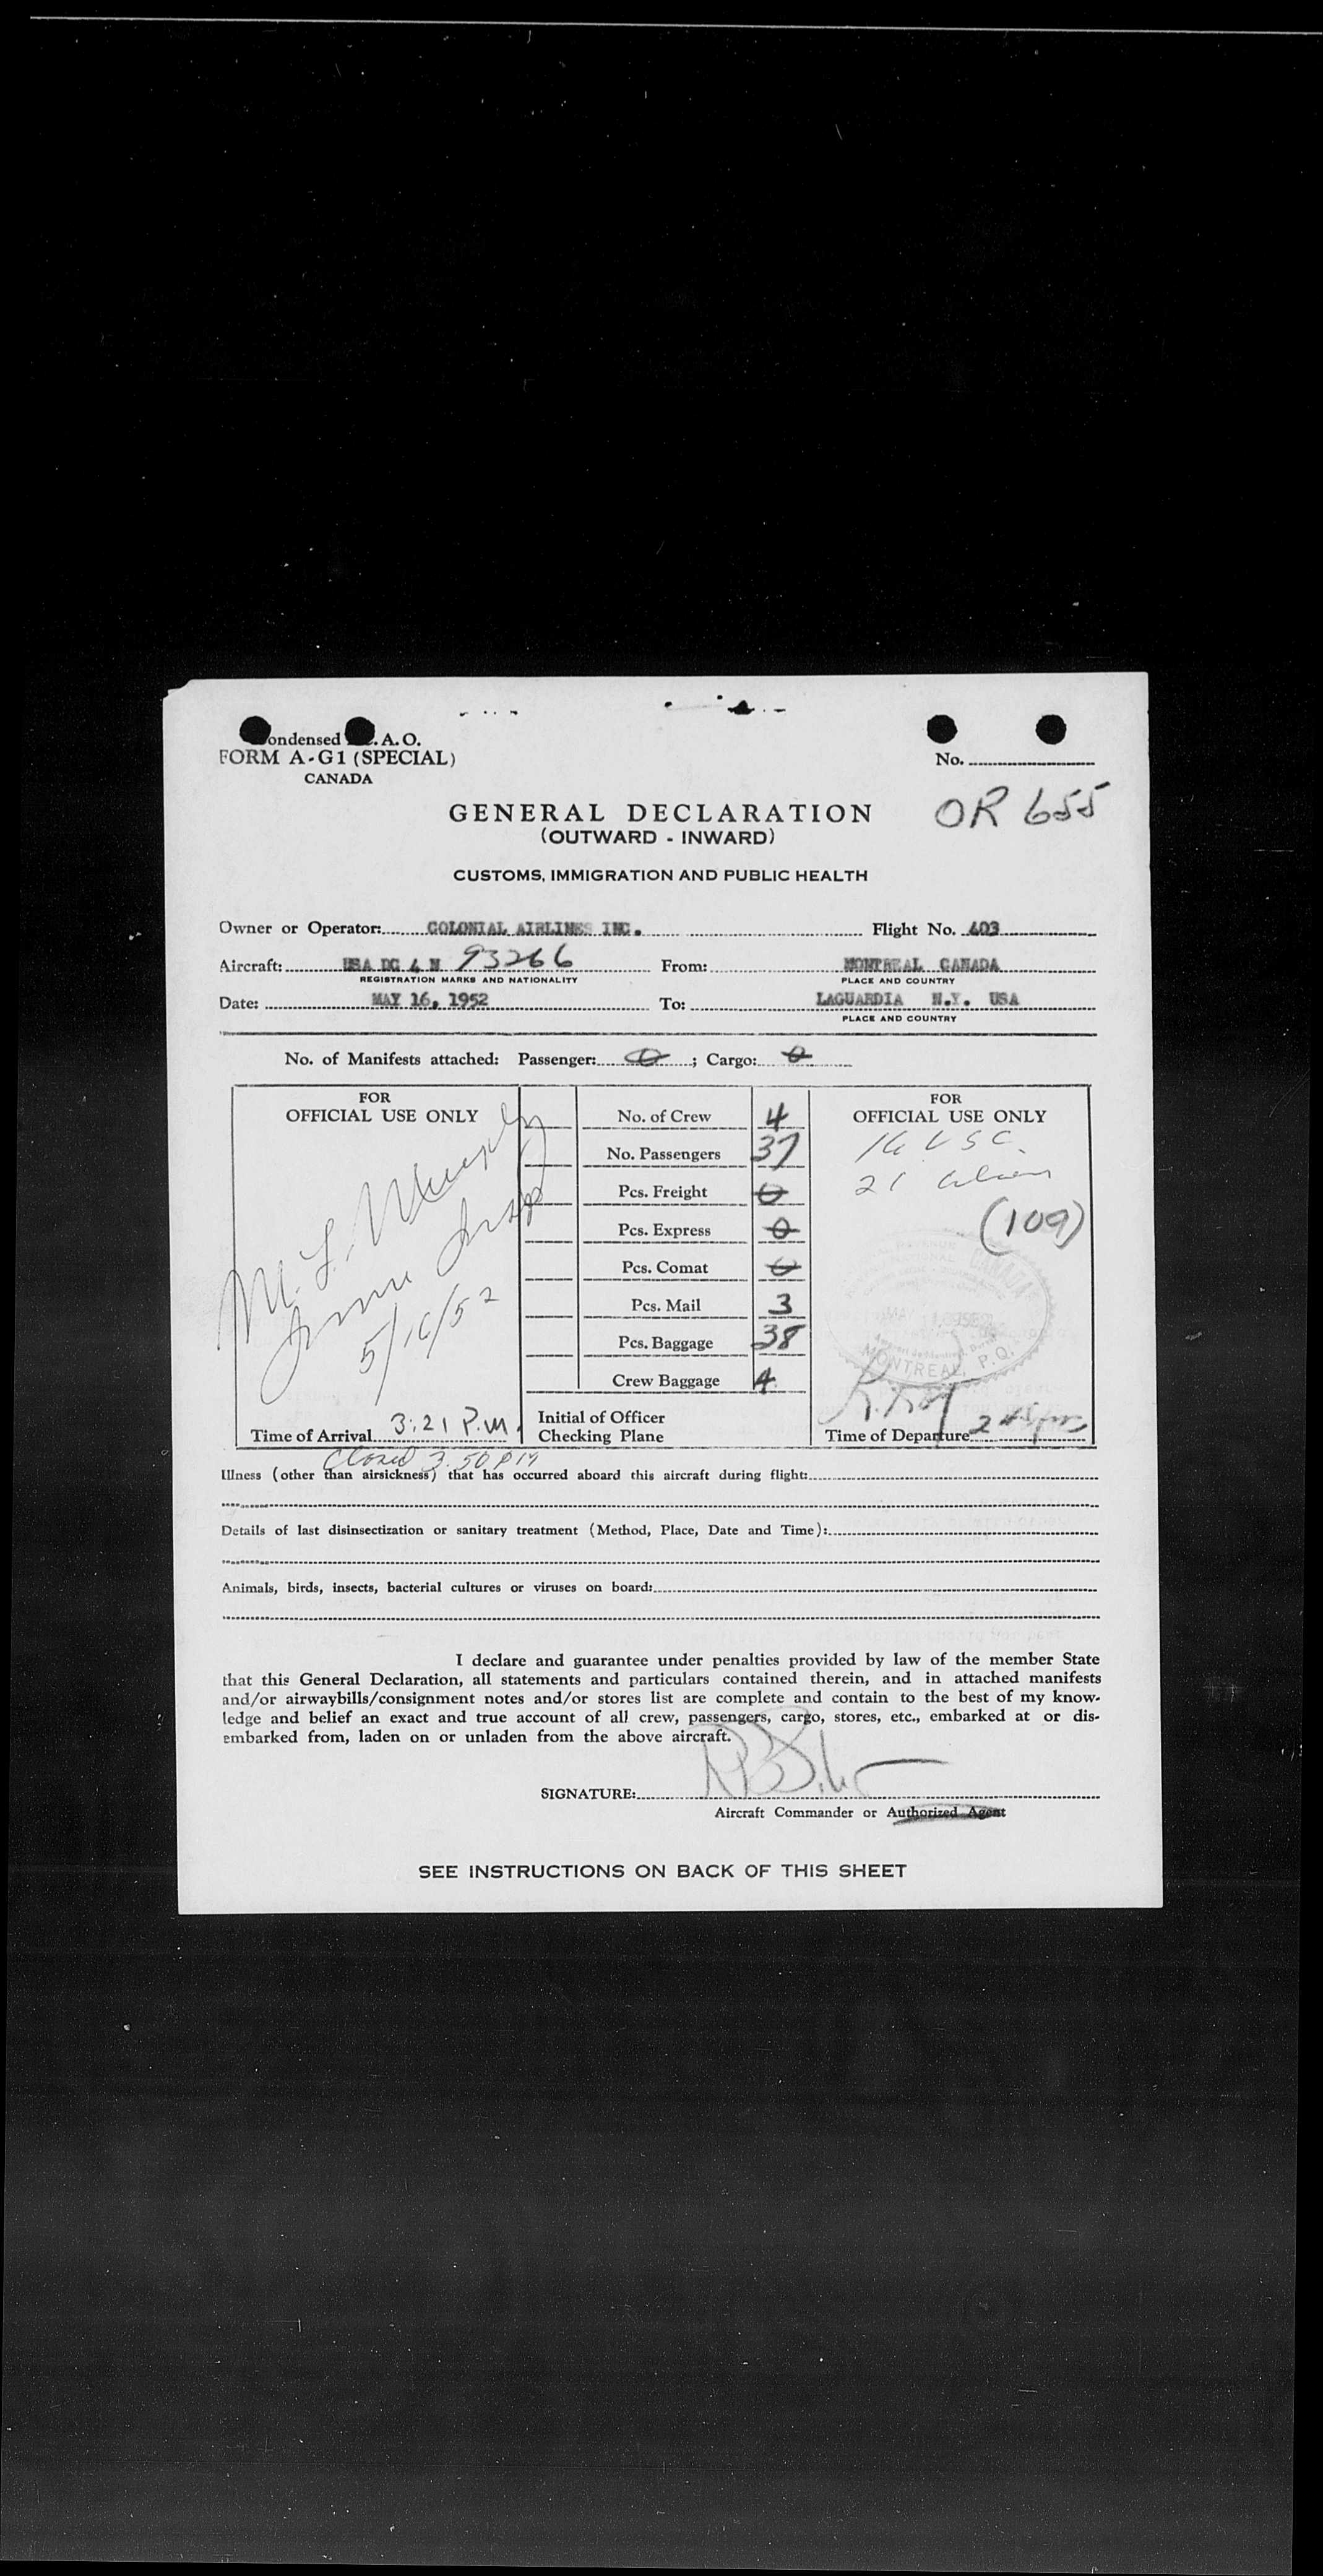 ondensed .A.O.
FORM A-G1 (SPECIAL)
CANADA
No.
OR 655
GENERAL DECLARATION
(OUTWARD - INWARD)
CUSTOMS, IMMIGRATION AND PUBLIC HEALTH
Owner or Operator: COLONIAL AIRLINES INC. Flight No. 403
Aircraft: USA DC 4 N 93266 From: MONTREAL CANADA
REGISTRATION MARKS AND NATIONALITY PLACE AND COUNTRY
Date: MAY 16, 1952 To: LAGUARDIA N.Y. USA
PLACE AND COUNTRY
No. of Manifests attached: Passenger: 0; Cargo: 0
FOR
OFFICIAL USE ONLY
M. L. Murphy
Imm Insp
5/16/52
Time of Arrival 3:21 P.M.
Closed 3.50 PM
No. of Crew 4
No. Passengers 37
Pcs. Freight 0
Pcs. Express 0
Pcs. Comat 0
Pcs. Mail 3
Pcs. Baggage 38
Crew Baggage 4
Initial of Officer
Checking Plane
FOR
OFFICIAL USE ONLY
16 USC
21 alien
(109)
CANADA
MONTREAL, P.Q.
Time of Departure
Illness (other than airsickness) that has occurred aboard this aircraft during flight:
Details of last disinsectization or sanitary treatment (Method, Place, Date and Time):
Animals, birds, insects, bacterial cultures or viruses on board:
I declare and guarantee under penalties provided by law of the member State
that this General Declaration, all statements and particulars contained therein, and in attached manifests
and/or airwaybills/consignment notes and/or stores list are complete and contain to the best of my know-
ledge and belief an exact and true account of all crew, passengers, cargo, stores, etc., embarked at or dis-
embarked from, laden on or unladen from the above aircraft.
SIGNATURE:
Aircraft Commander or Authorized Agent
SEE INSTRUCTIONS ON BACK OF THIS SHEET